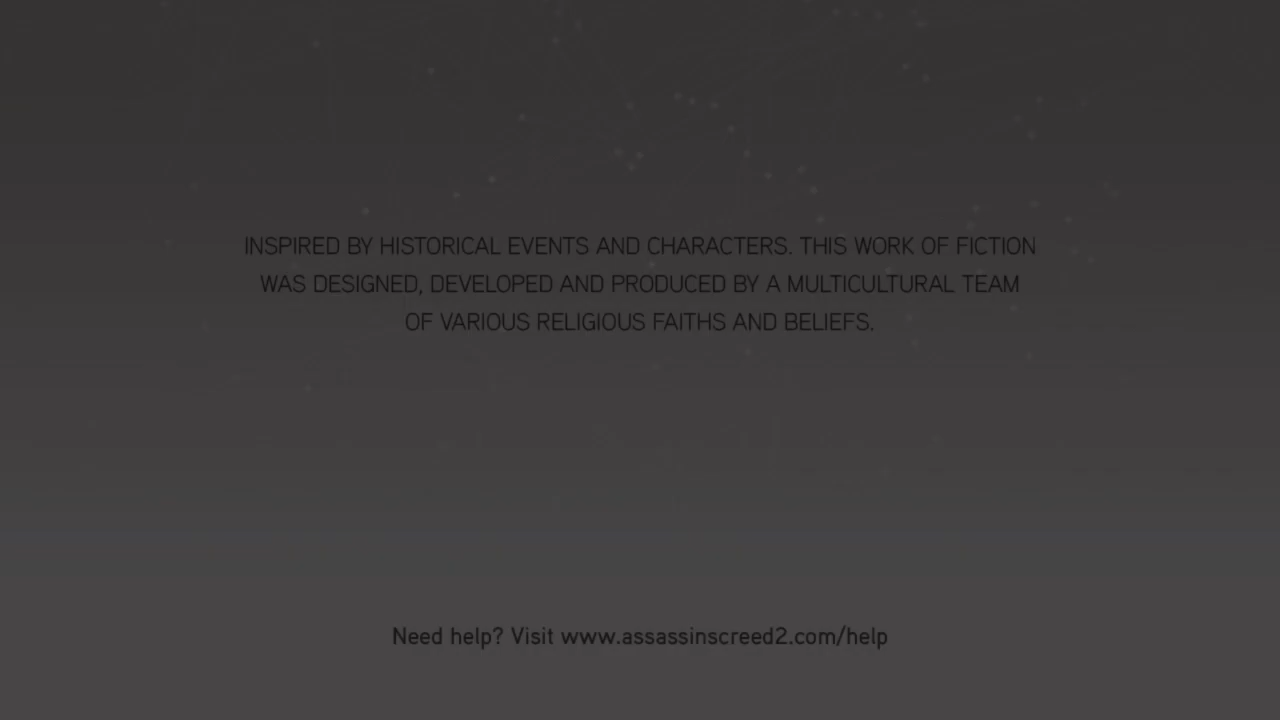 INSPIRED BY HISTORICAL EVENTS AND CHARACTERS. THIS WORK OF FICTION
WAS DESIGNED, DEVELOPED AND PRODUCED BY A MULTICULTURAL TEAM
OF VARIOUS RELIGIOUS FAITHS AND BELIEFS.
Need help? Visit www.assassinscreed2.com/help